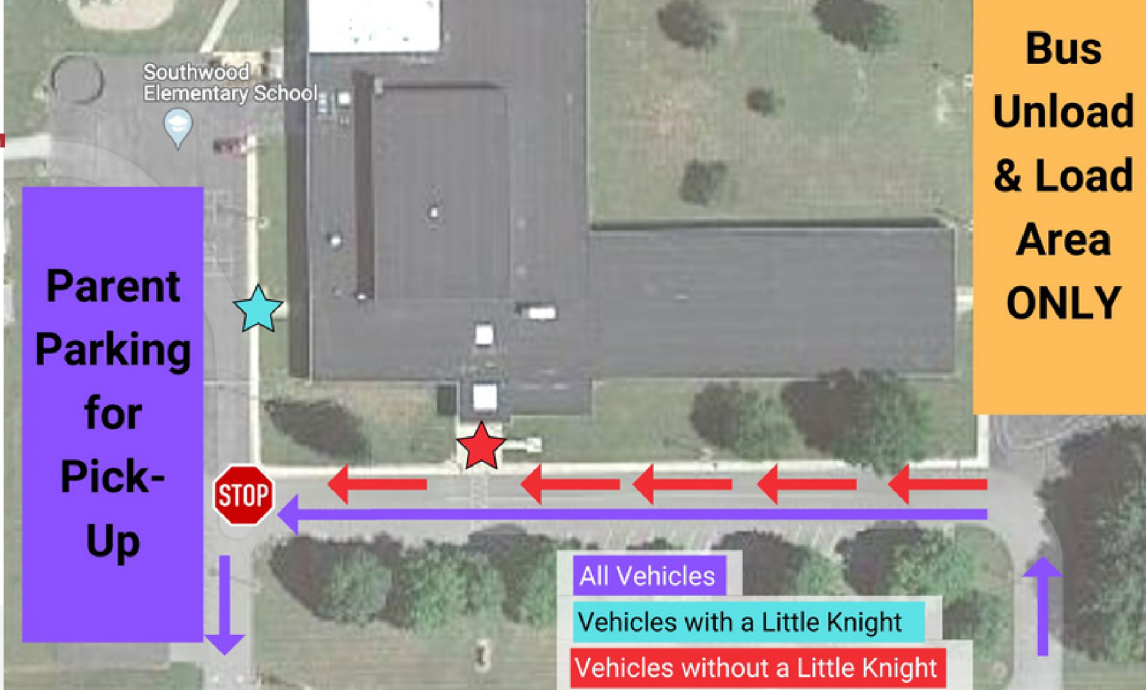 Southwood
Elementary School
Bus
Unload
& Load
Area
ONLY
Parent
Parking
for
Pick-
Up
STOP
All Vehicles
Vehicles with a Little Knight
Vehicles without a Little Knight